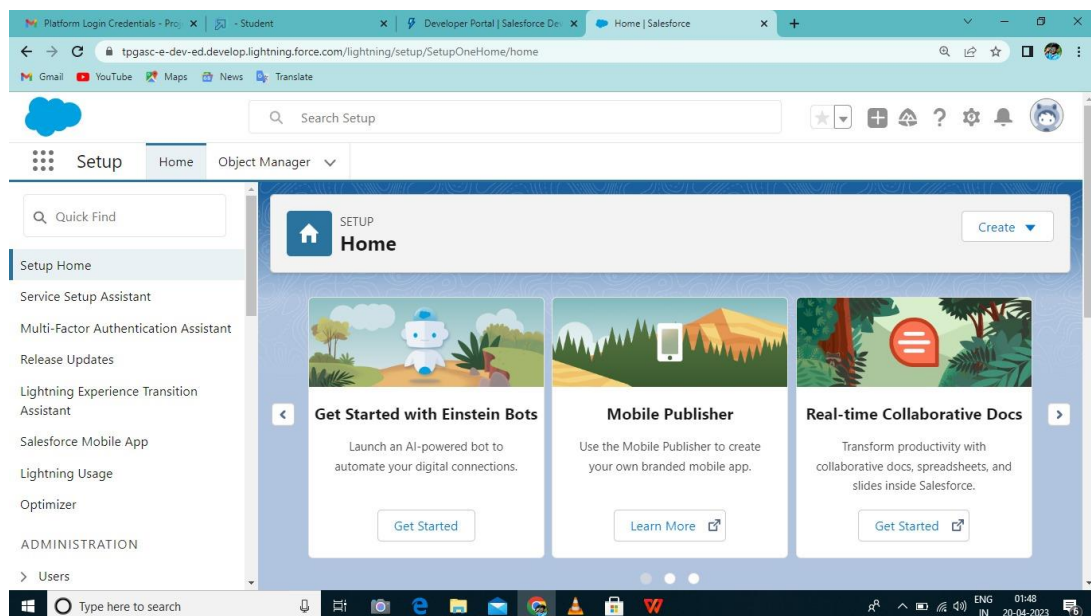 Platform Login Credentials - Proj
- Student
Developer Portal | Salesforce Dev
Home | Salesforce
tpgasc-e-dev-ed.develop.lightning.force.com/lightning/setup/SetupOneHome/home
Gmail YouTube Maps News Translate
Search Setup
Setup Home Object Manager
Quick Find
Setup Home
Service Setup Assistant
Multi-Factor Authentication Assistant
Release Updates
Lightning Experience Transition
Assistant
Salesforce Mobile App
Lightning Usage
Optimizer
ADMINISTRATION
Users
SETUP
Home
Create
Get Started with Einstein Bots
Launch an AI-powered bot to
automate your digital connections.
Get Started
Mobile Publisher
Use the Mobile Publisher to create
your own branded mobile app.
Learn More
Real-time Collaborative Docs
Transform productivity with
collaborative docs, spreadsheets, and
slides inside Salesforce.
Get Started
Type here to search
ENG
IN
01:48
20-04-2023